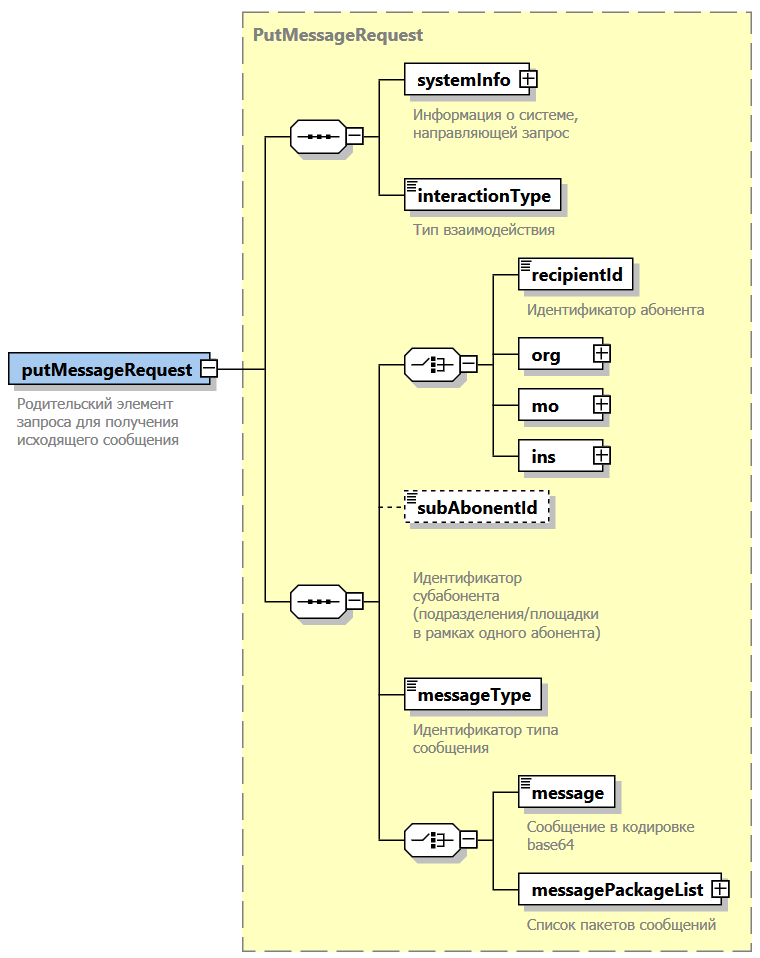 PutMessageRequest
systemInfo
Информация о системе,
направляющей запрос
interactionType
Тип взаимодействия
recipientId
Идентификатор абонента
org
mo
ins
putMessageRequest
Родительский элемент
запроса для получения
исходящего сообщения
subAbonentId
Идентификатор
субабонента
(подразделения/площадки
в рамках одного абонента)
messageType
Идентификатор типа
сообщения
message
Сообщение в кодировке
base64
messagePackageList
Список пакетов сообщений